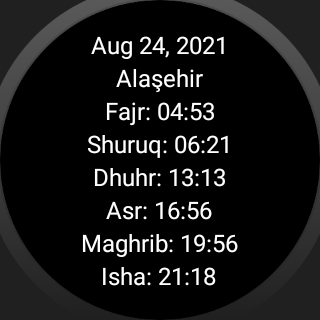 Aug 24, 2021
Alaşehir
Fajr: 04:53
Shuruq: 06:21
Dhuhr: 13:13
Asr: 16:56
Maghrib: 19:56
Isha: 21:18